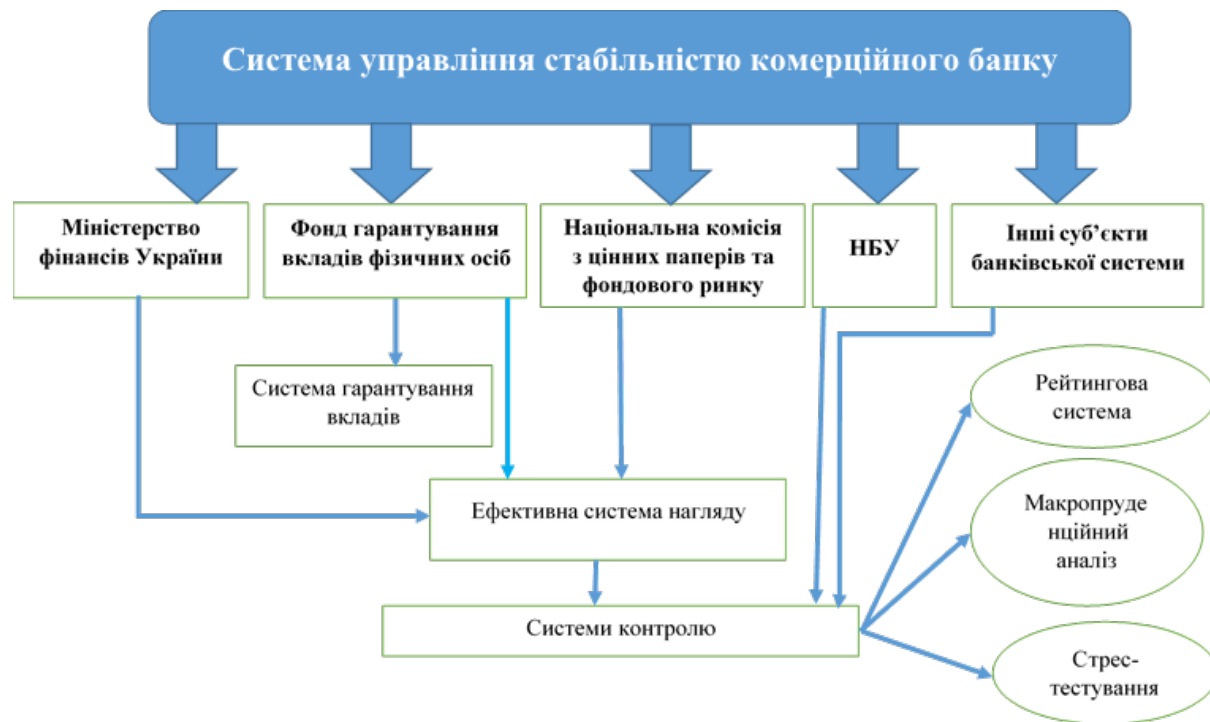 Система управління стабільністю комерційного банку
Міністерство
фінансів України
Фонд гарантування
вкладів фізичних осіб
Національна комісія
з цінних паперів та
фондового ринку
НБУ
Інші суб’єкти
банківської системи
Система гарантування
вкладів
Рейтингова
система
Ефективна система нагляду
Макропруде
нційний
аналіз
Системи контролю
Стрес-
тестування